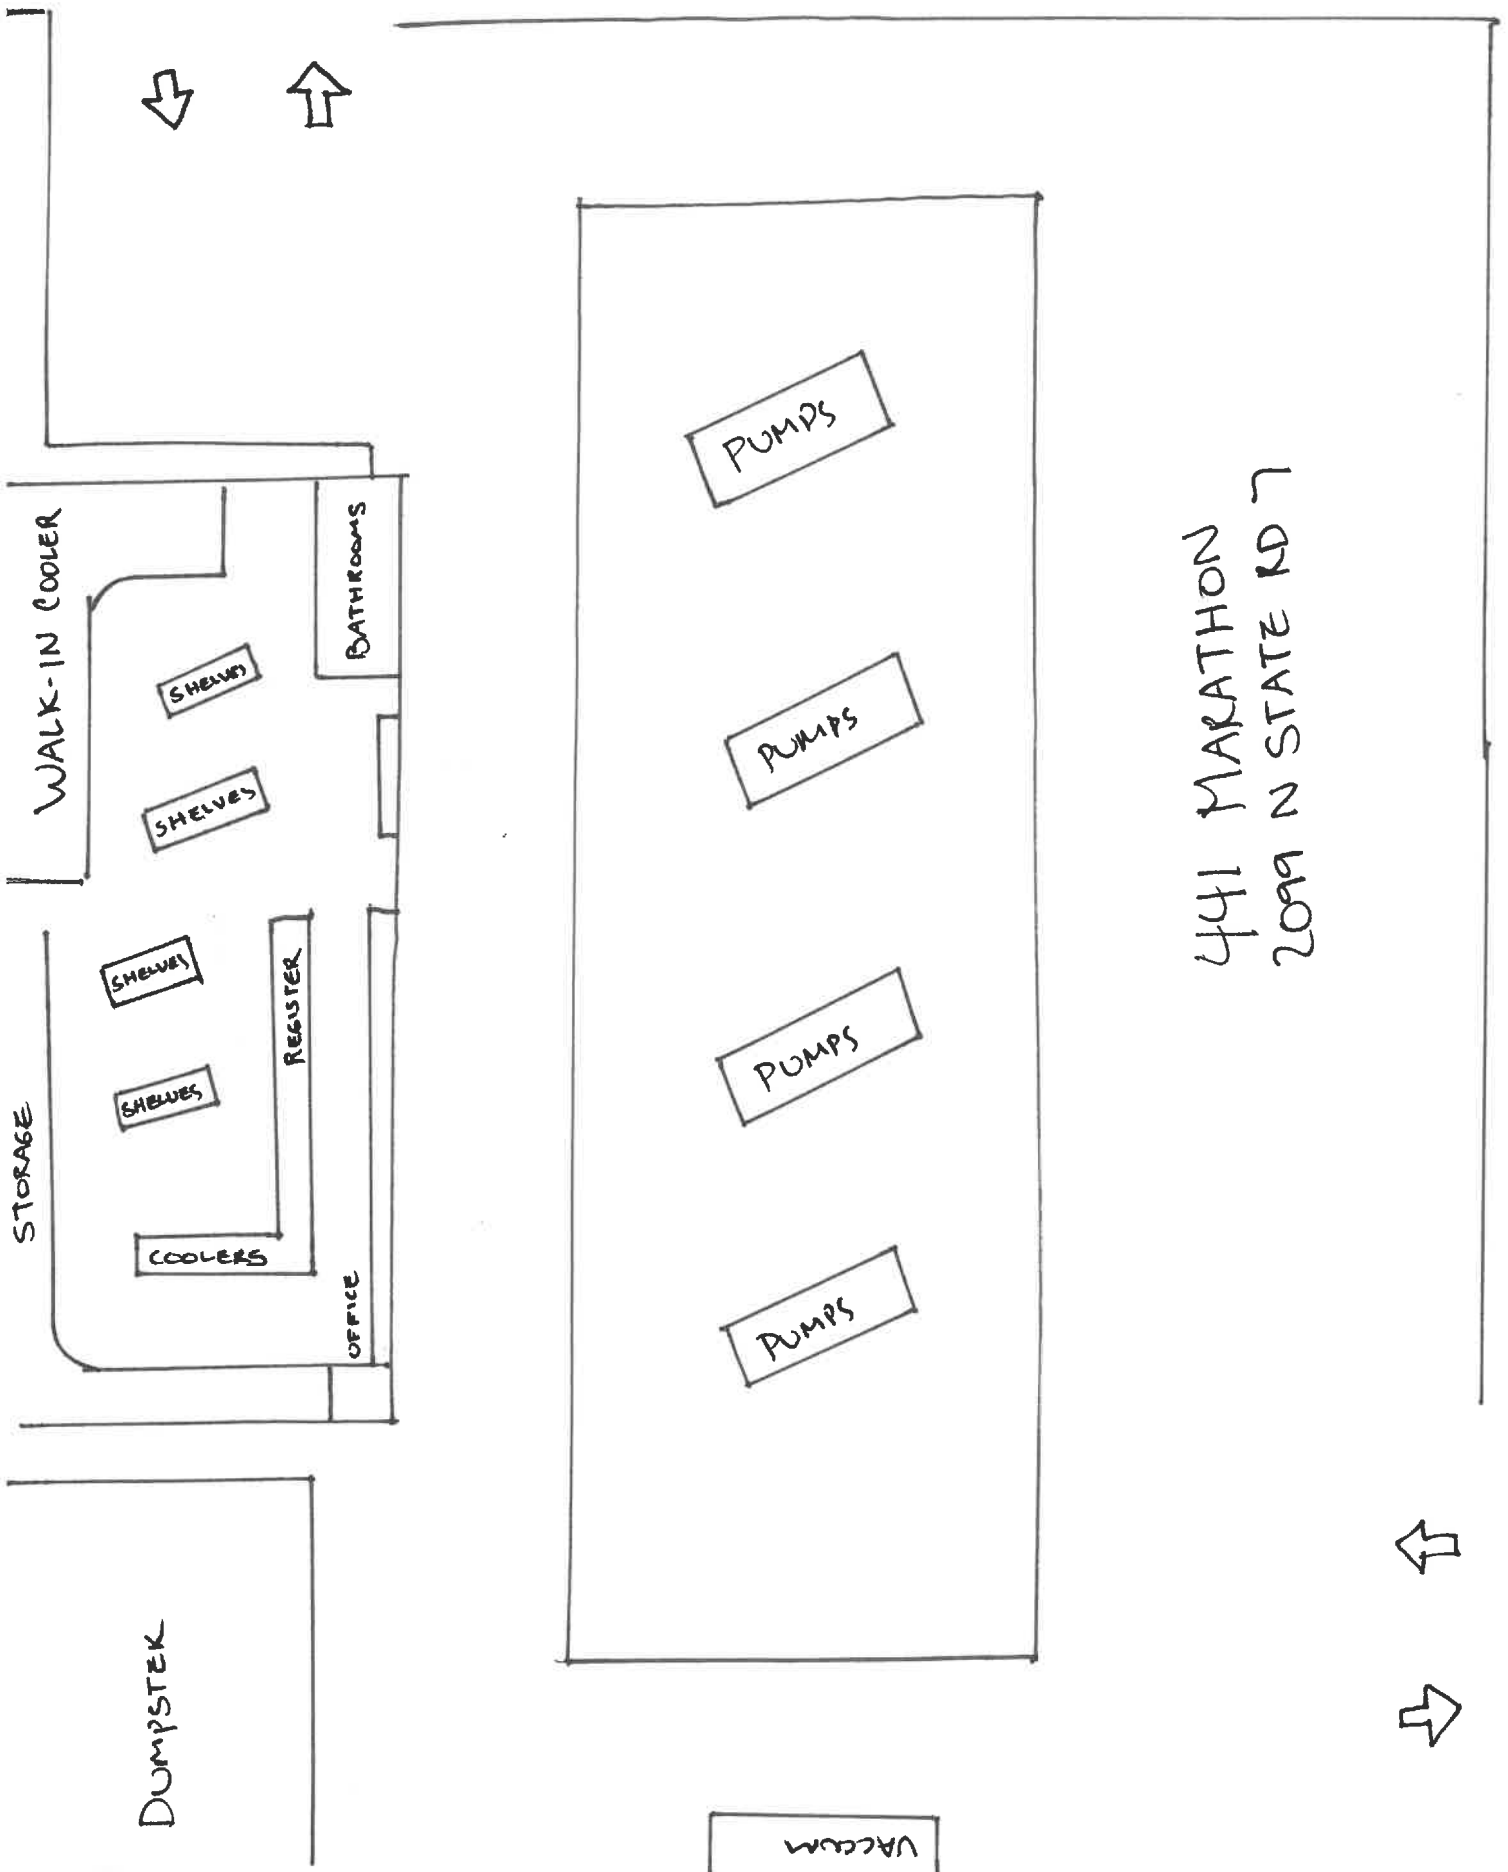 WALK-IN COOLER
BATHROOMS
SHELVES
SHELVES
SHELVES
SHELVES
REGISTER
STORAGE
COOLERS
OFFICE
DUMPSTER
PUMPS
PUMPS
PUMPS
PUMPS
441 MARATHON
2099 N STATE RD 7
VACCUM